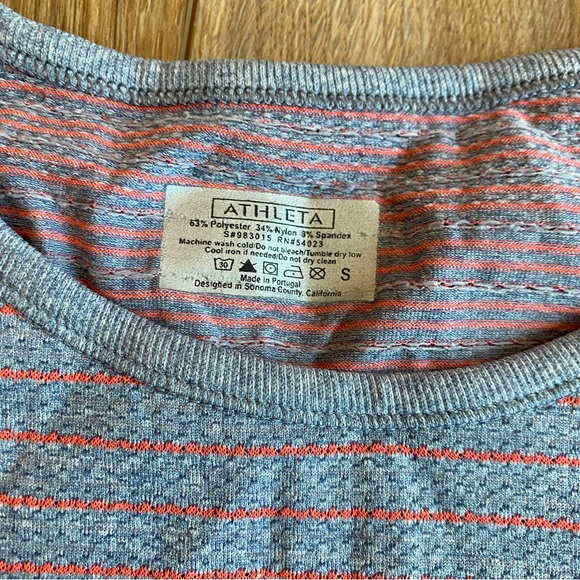 ATHLETA
63% Polyester 34% Nylon 8% Spandex
S#983015 RN#54023
Machine wash cold/Do not bleach/Tumble dry low
Cool iron if needed/Do not dry clean
30 S
Made in Portugal
Designed in Sonoma County, California